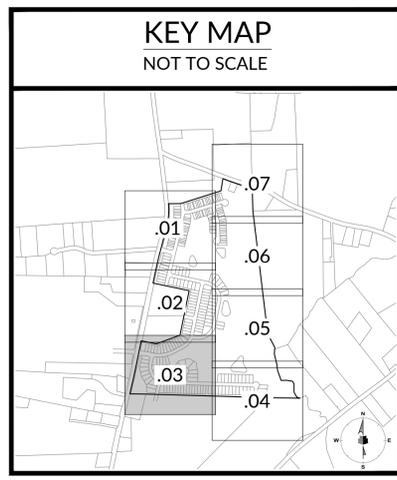 KEY MAP
NOT TO SCALE
.07
.01
.06
.02
.05
.03
.04
N
W E
S